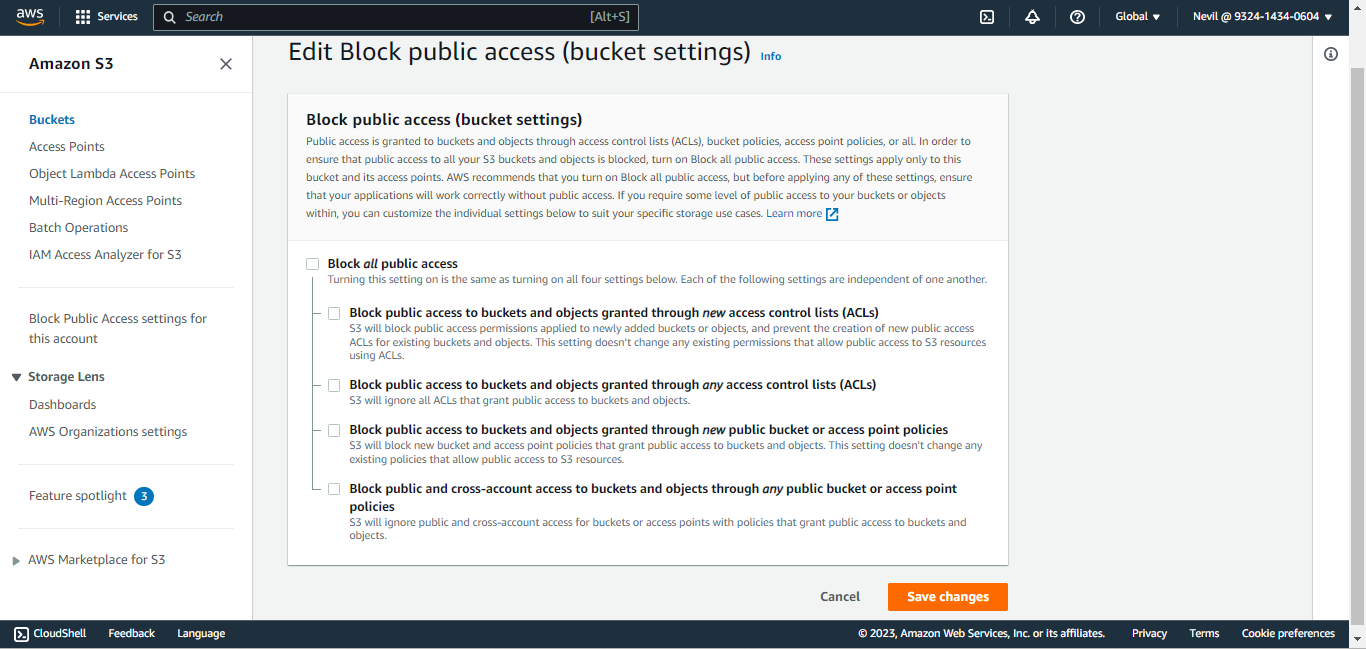 aws
Services
Search
[Alt+S]
Global
Nevil @ 9324-1434-0604
Amazon S3
Buckets
Access Points
Object Lambda Access Points
Multi-Region Access Points
Batch Operations
IAM Access Analyzer for S3
Block Public Access settings for
this account
Storage Lens
Dashboards
AWS Organizations settings
Feature spotlight 3
AWS Marketplace for S3
Edit Block public access (bucket settings) Info
Block public access (bucket settings)
Public access is granted to buckets and objects through access control lists (ACLs), bucket policies, access point policies, or all. In order to
ensure that public access to all your S3 buckets and objects is blocked, turn on Block all public access. These settings apply only to this
bucket and its access points. AWS recommends that you turn on Block all public access, but before applying any of these settings, ensure
that your applications will work correctly without public access. If you require some level of public access to your buckets or objects
within, you can customize the individual settings below to suit your specific storage use cases. Learn more
Block all public access
Turning this setting on is the same as turning on all four settings below. Each of the following settings are independent of one another.
Block public access to buckets and objects granted through new access control lists (ACLs)
S3 will block public access permissions applied to newly added buckets or objects, and prevent the creation of new public access
ACLs for existing buckets and objects. This setting doesn't change any existing permissions that allow public access to S3 resources
using ACLs.
Block public access to buckets and objects granted through any access control lists (ACLs)
S3 will ignore all ACLs that grant public access to buckets and objects.
Block public access to buckets and objects granted through new public bucket or access point policies
S3 will block new bucket and access point policies that grant public access to buckets and objects. This setting doesn't change any
existing policies that allow public access to S3 resources.
Block public and cross-account access to buckets and objects through any public bucket or access point
policies
S3 will ignore public and cross-account access for buckets or access points with policies that grant public access to buckets and
objects.
Cancel
Save changes
CloudShell
Feedback
Language
© 2023, Amazon Web Services, Inc. or its affiliates.
Privacy
Terms
Cookie preferences